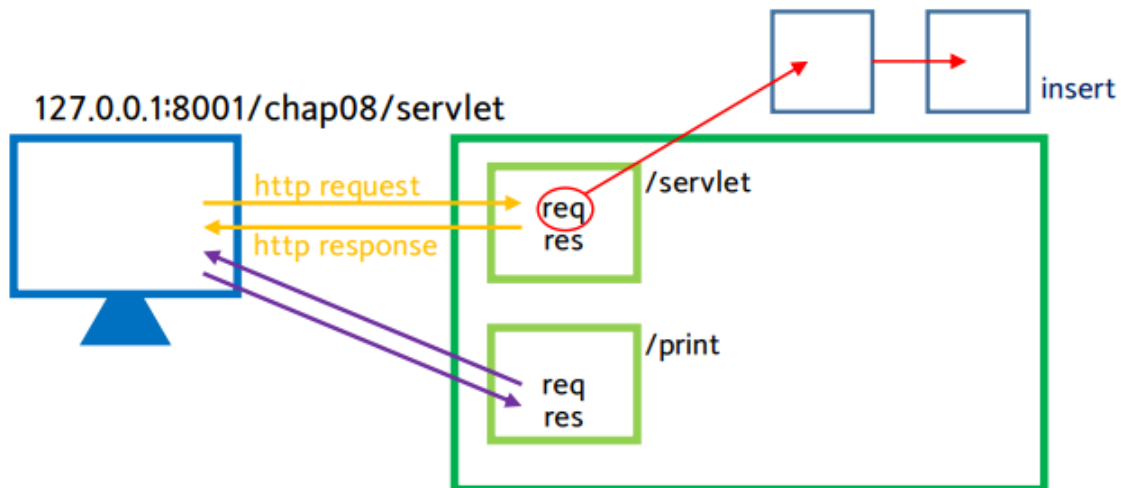 insert
127.0.0.1:8001/chap08/servlet
http request
/servlet
req
res
http response
/print
req
res